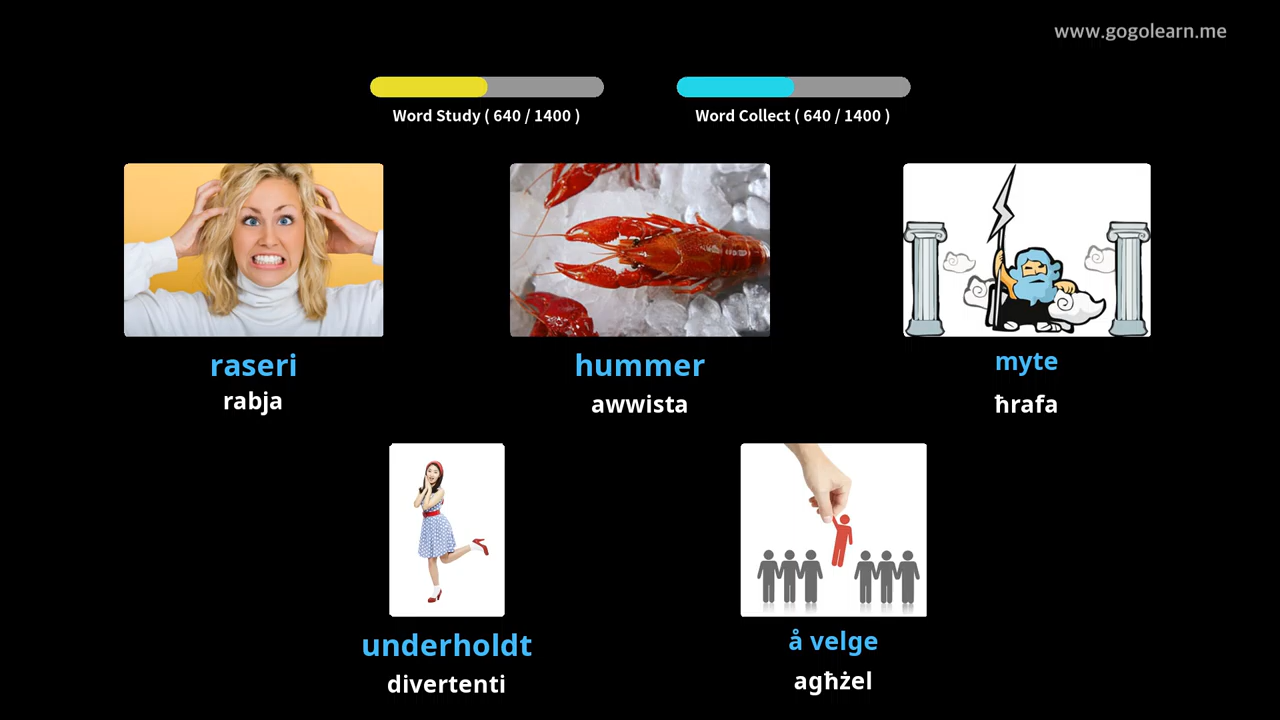 www.gogolearn.me
Word Study ( 640 / 1400 )
Word Collect ( 640 / 1400 )
raseri
rabja
hummer
awwista
myte
ħrafa
underholdt
divertenti
å velge
agħżel